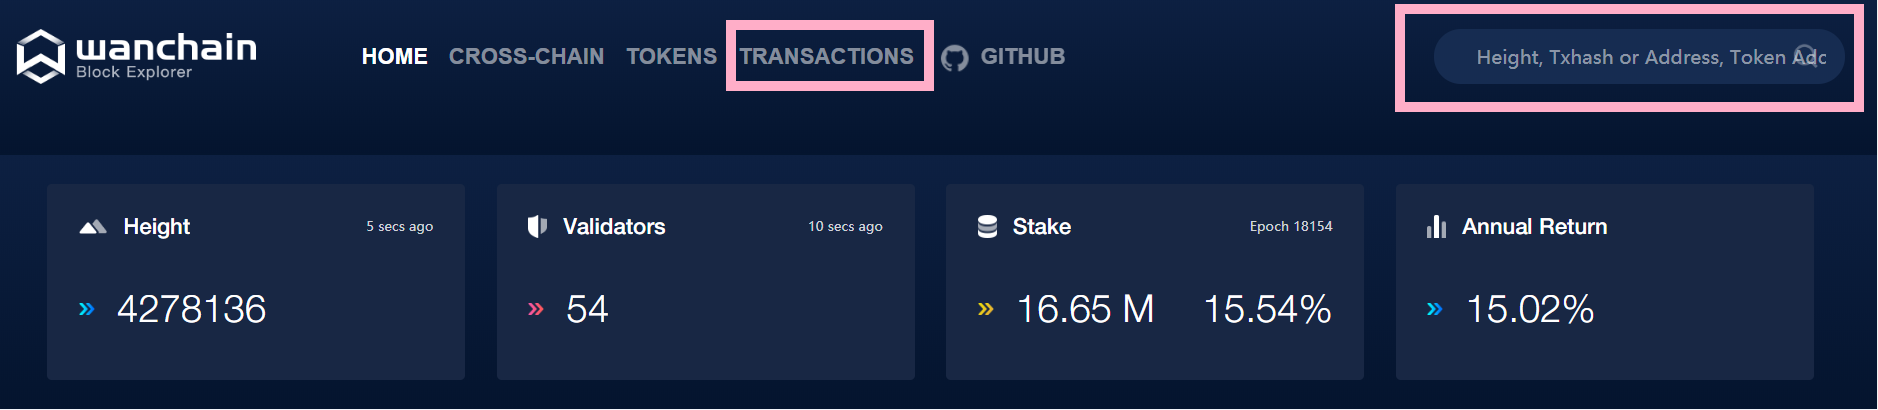 wanchain
Block Explorer
HOME CROSS-CHAIN TOKENS TRANSACTIONS GITHUB
Height, Txhash or Address, Token Adc
Height 5 secs ago
4278136
Validators 10 secs ago
54
Stake Epoch 18154
16.65 M 15.54%
Annual Return
15.02%